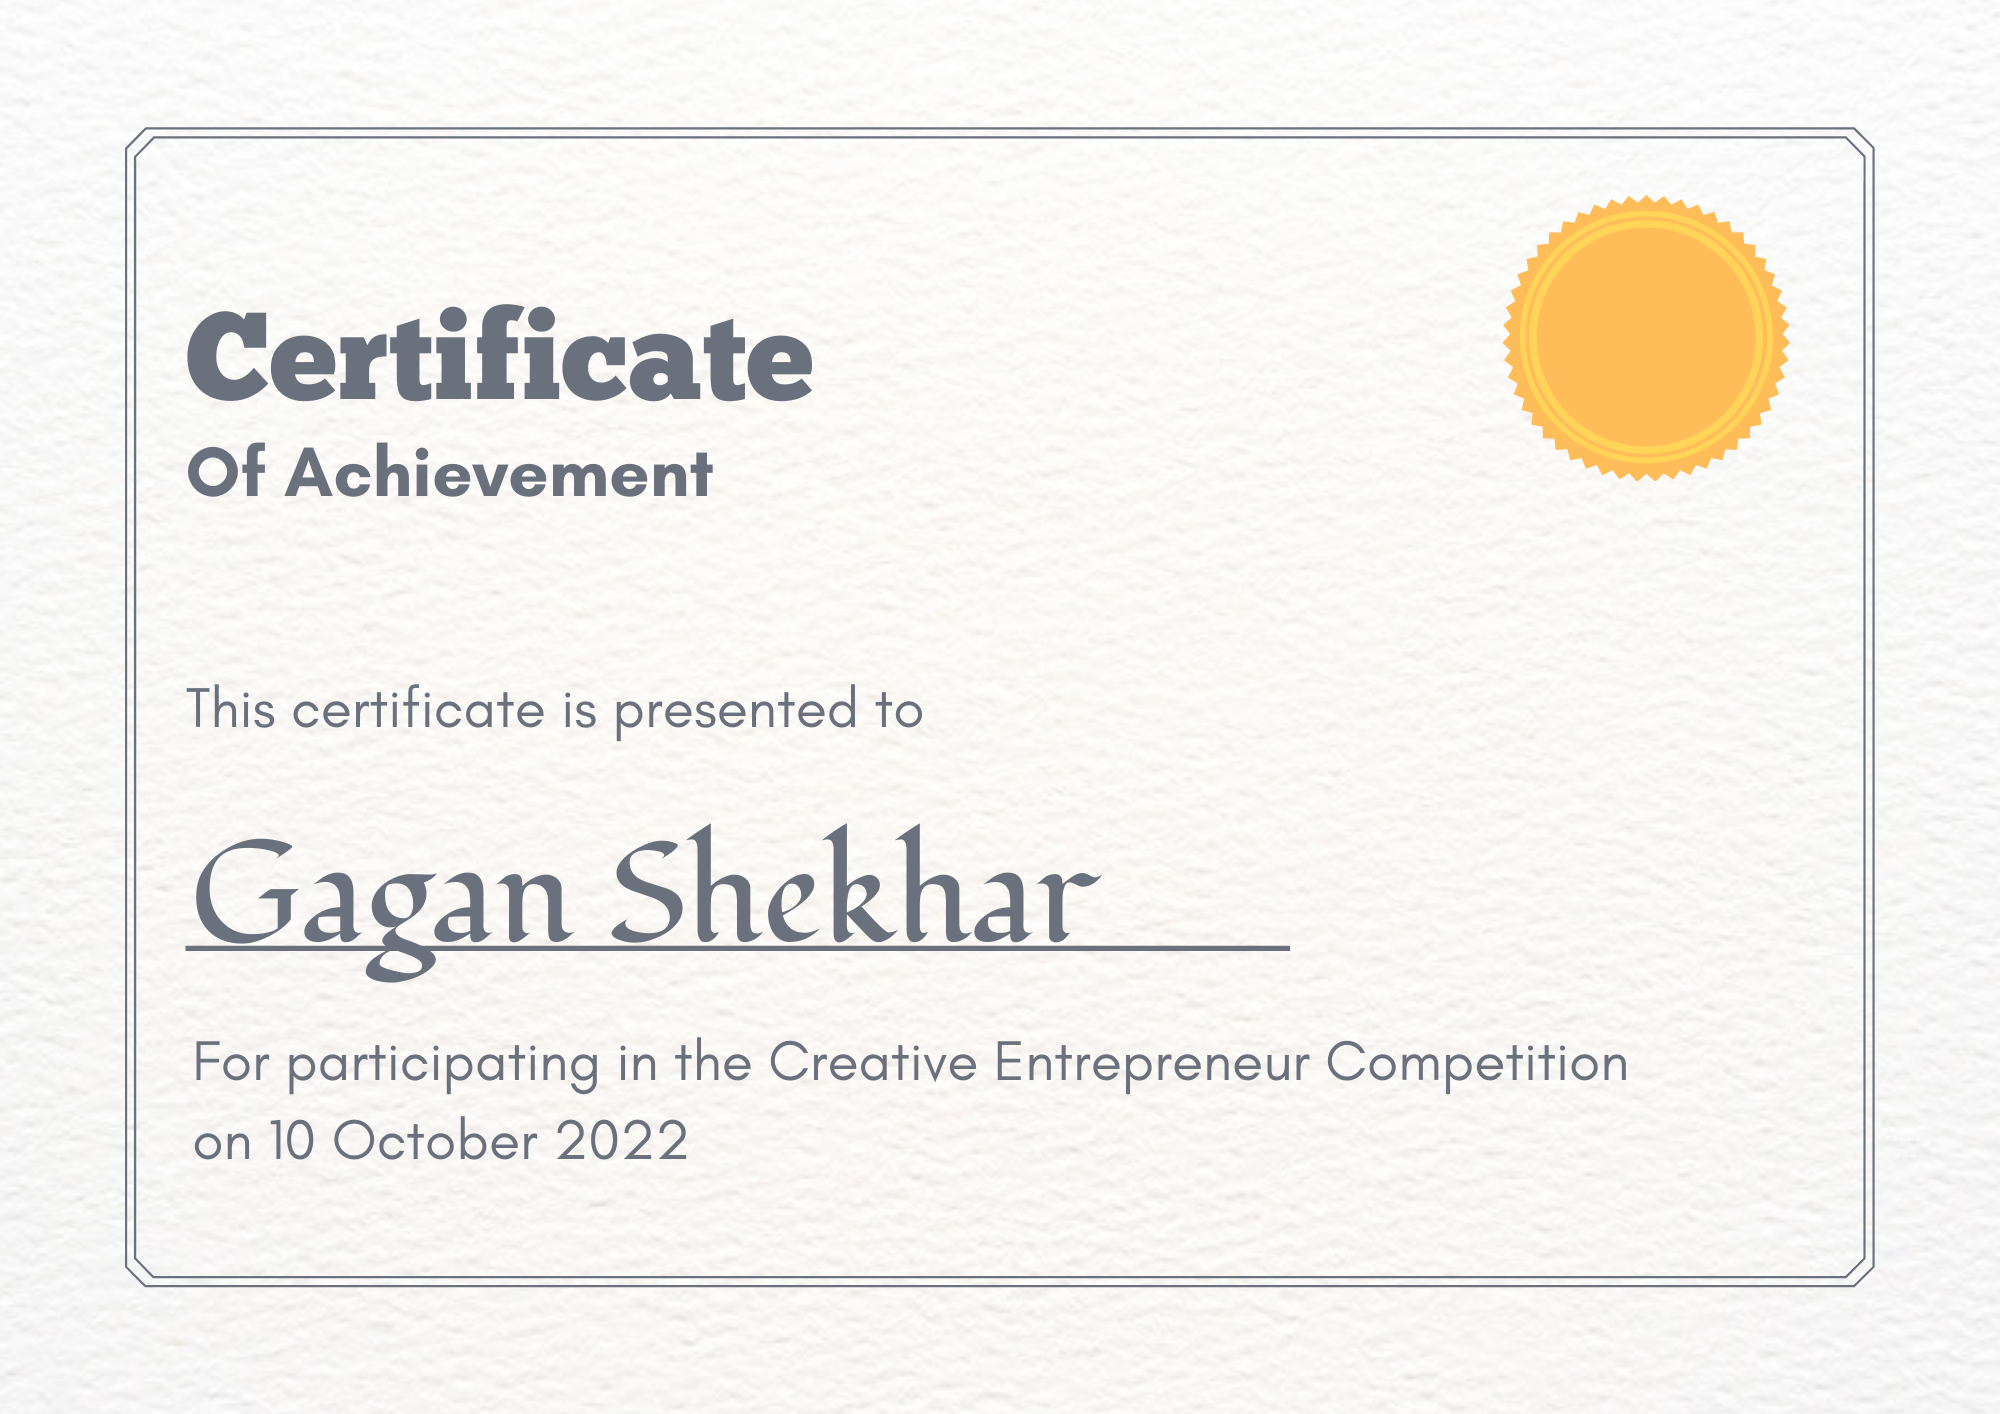 Certificate
Of Achievement
This certificate is presented to
Gagan Shekhar
For participating in the Creative Entrepreneur Competition
on 10 October 2022